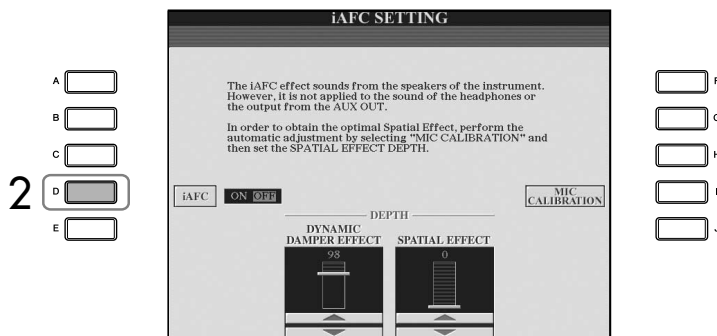 iAFC SETTING
The iAFC effect sounds from the speakers of the instrument.
However, it is not applied to the sound of the headphones or
the output from the AUX OUT.
In order to obtain the optimal Spatial Effect, perform the
automatic adjustment by selecting "MIC CALIBRATION" and
then set the SPATIAL EFFECT DEPTH.
A
B
C
2 D
E
iAFC ON OFF
MIC
CALIBRATION
DEPTH
DYNAMIC
DAMPER EFFECT
SPATIAL EFFECT
98
0